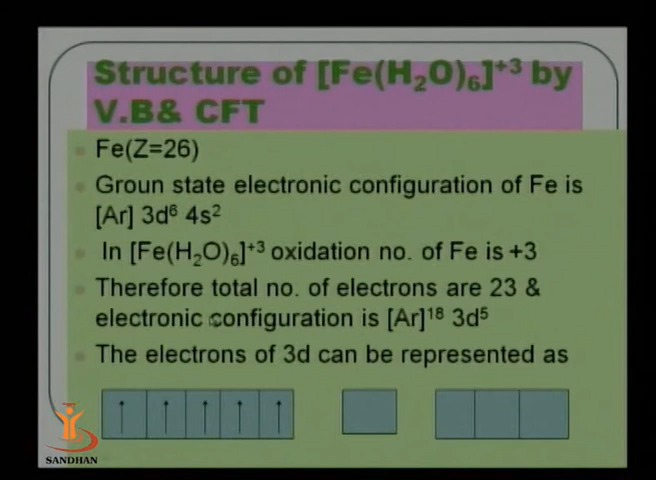 Structure of [Fe(H₂O)₆]⁺³ by
V.B& CFT
Fe(Z=26)
Groun state electronic configuration of Fe is
[Ar] 3d⁶ 4s²
In [Fe(H₂O)₆]⁺³ oxidation no. of Fe is +3
Therefore total no. of electrons are 23 &
electronic configuration is [Ar]¹⁸ 3d⁵
The electrons of 3d can be represented as
SANDHAN